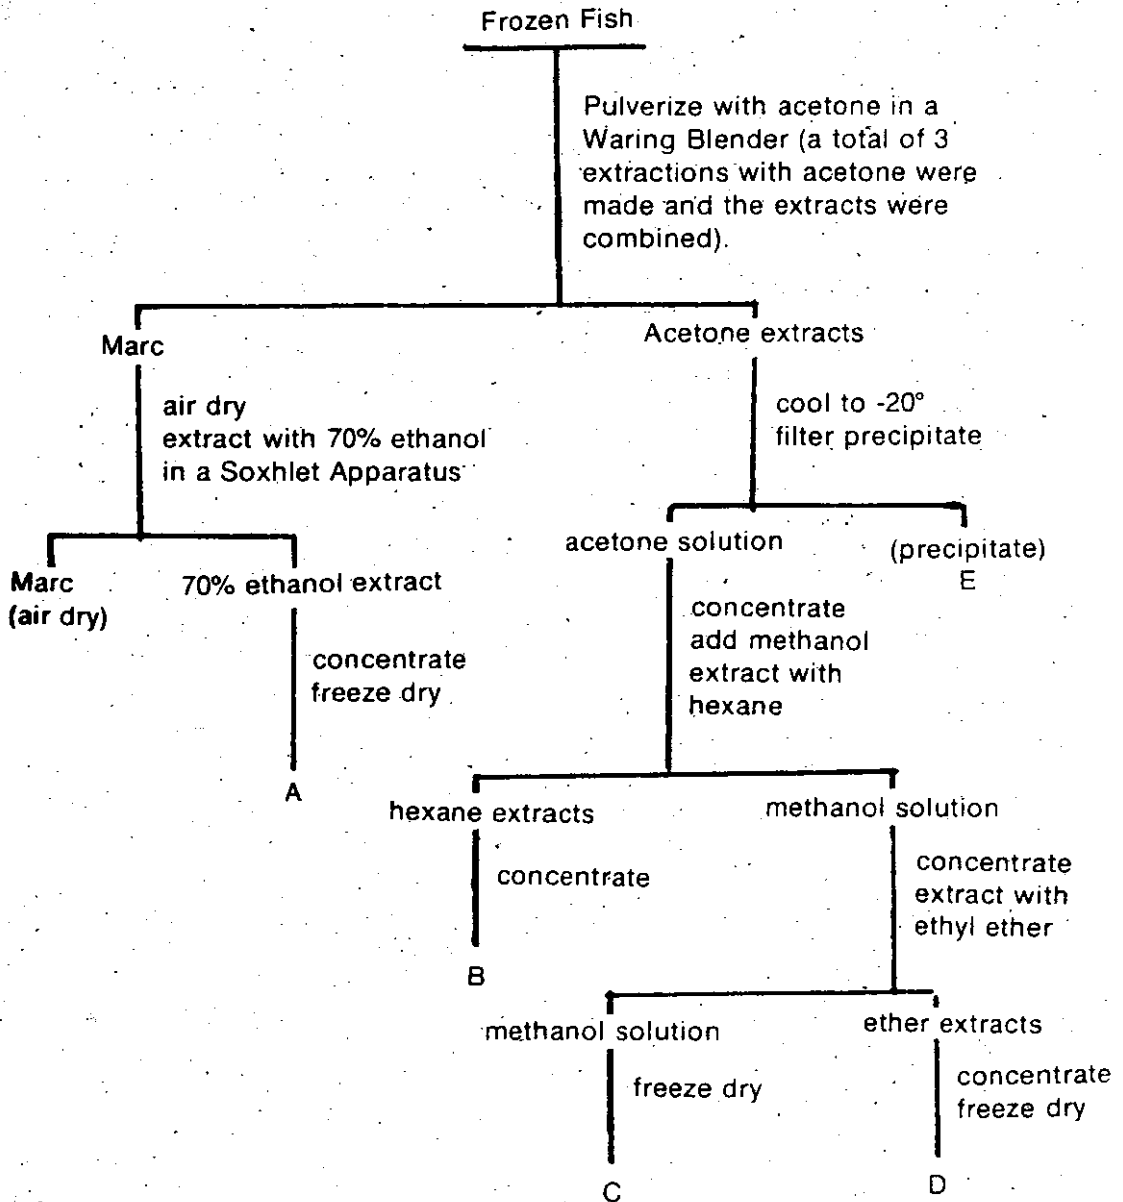 Frozen Fish
Pulverize with acetone in a
Waring Blender (a total of 3
extractions with acetone were
made and the extracts were
combined).
Marc
Acetone extracts
air dry
extract with 70% ethanol
in a Soxhlet Apparatus
cool to -20°
filter precipitate
Marc
(air dry)
70% ethanol extract
acetone solution
(precipitate)
E
concentrate
freeze dry
A
concentrate
add methanol
extract with
hexane
hexane extracts
methanol solution
concentrate
B
concentrate
extract with
ethyl ether
methanol solution
ether extracts
freeze dry
C
concentrate
freeze dry
D